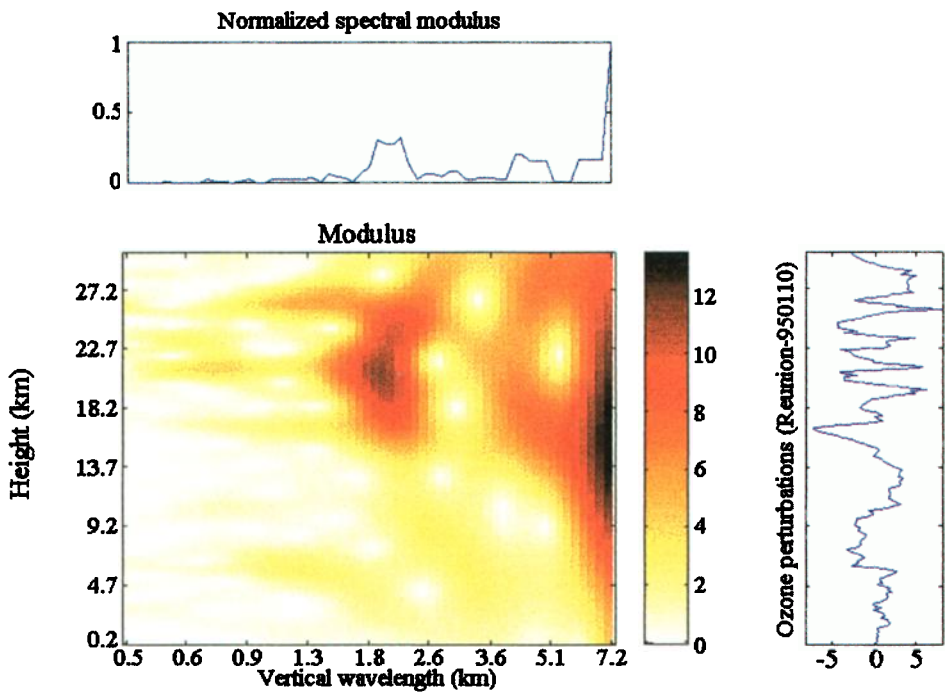 Normalized spectral modulus
1
0.5
0
Modulus
27.2
22.7
18.2
13.7
9.2
4.7
0.2
Height (km)
0.5 0.6 0.9 1.3 1.8 2.6 3.6 5.1 7.2
Vertical wavelength (km)
12
10
8
6
4
2
0
Ozone perturbations (Reunion-950110)
-5 0 5